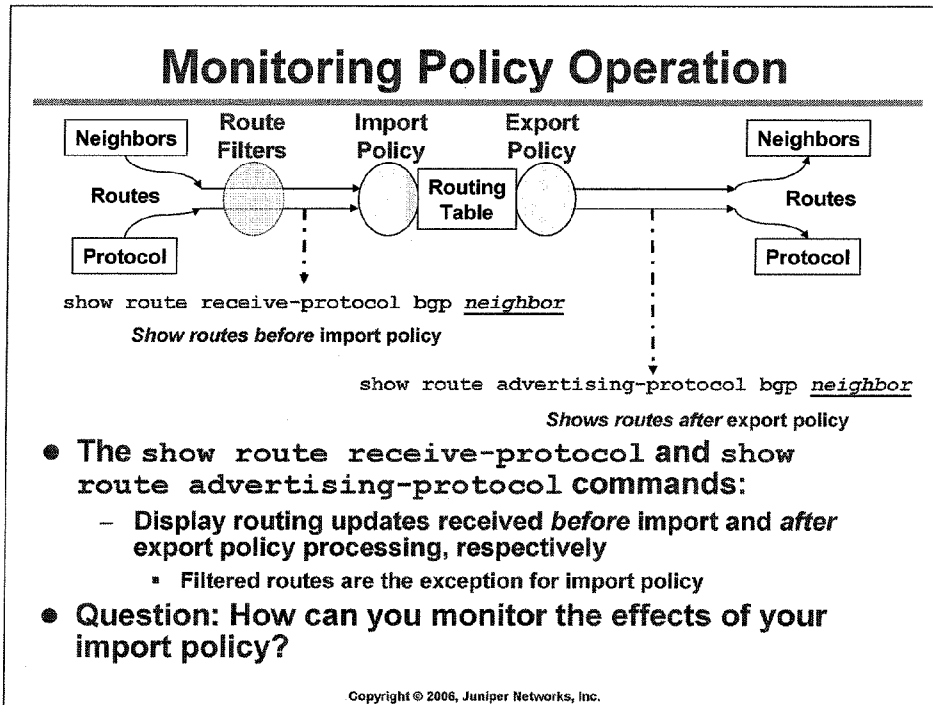 Monitoring Policy Operation
Neighbors
Route
Filters
Import
Policy
Export
Policy
Neighbors
Routes
Routing
Table
Routes
Protocol
Protocol
show route receive-protocol bgp neighbor
Show routes before import policy
show route advertising-protocol bgp neighbor
Shows routes after export policy
● The show route receive-protocol and show
route advertising-protocol commands:
– Display routing updates received before import and after
export policy processing, respectively
▪ Filtered routes are the exception for import policy
● Question: How can you monitor the effects of your
import policy?
Copyright © 2006, Juniper Networks, Inc.